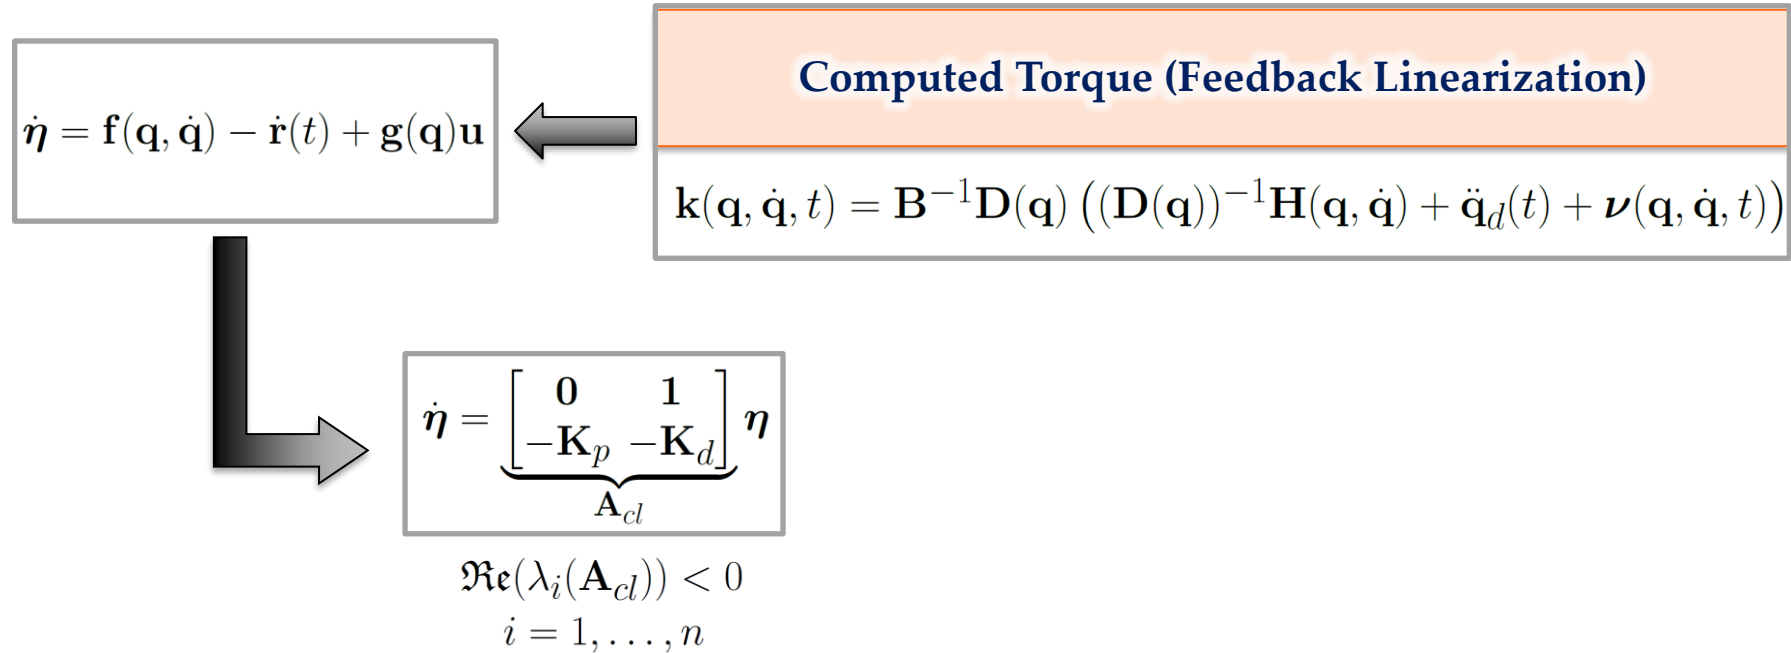 Computed Torque (Feedback Linearization)
η̇ = f(q, q̇) − ṙ(t) + g(q)u
k(q, q̇, t) = B⁻¹D(q) ((D(q))⁻¹H(q, q̇) + q̈_d(t) + ν(q, q̇, t))
η̇ = [0 1
−K_p −K_d] η
A_cl
ℜe(λ_i(A_cl)) < 0
i = 1, . . . , n